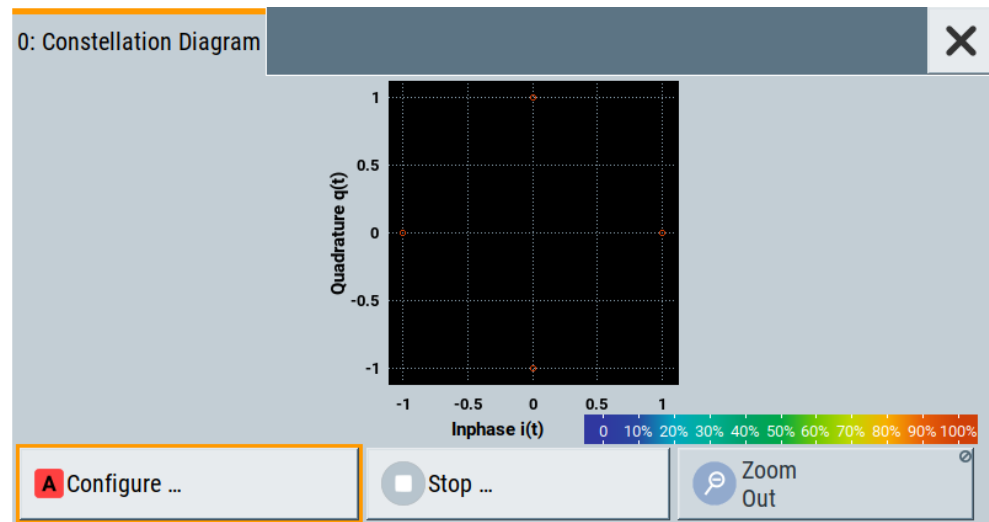 0: Constellation Diagram
1
0.5
0
-0.5
-1
Quadrature q(t)
-1 -0.5 0 0.5 1
Inphase i(t)
0 10% 20% 30% 40% 50% 60% 70% 80% 90% 100%
A Configure ...
Stop ...
Zoom
Out